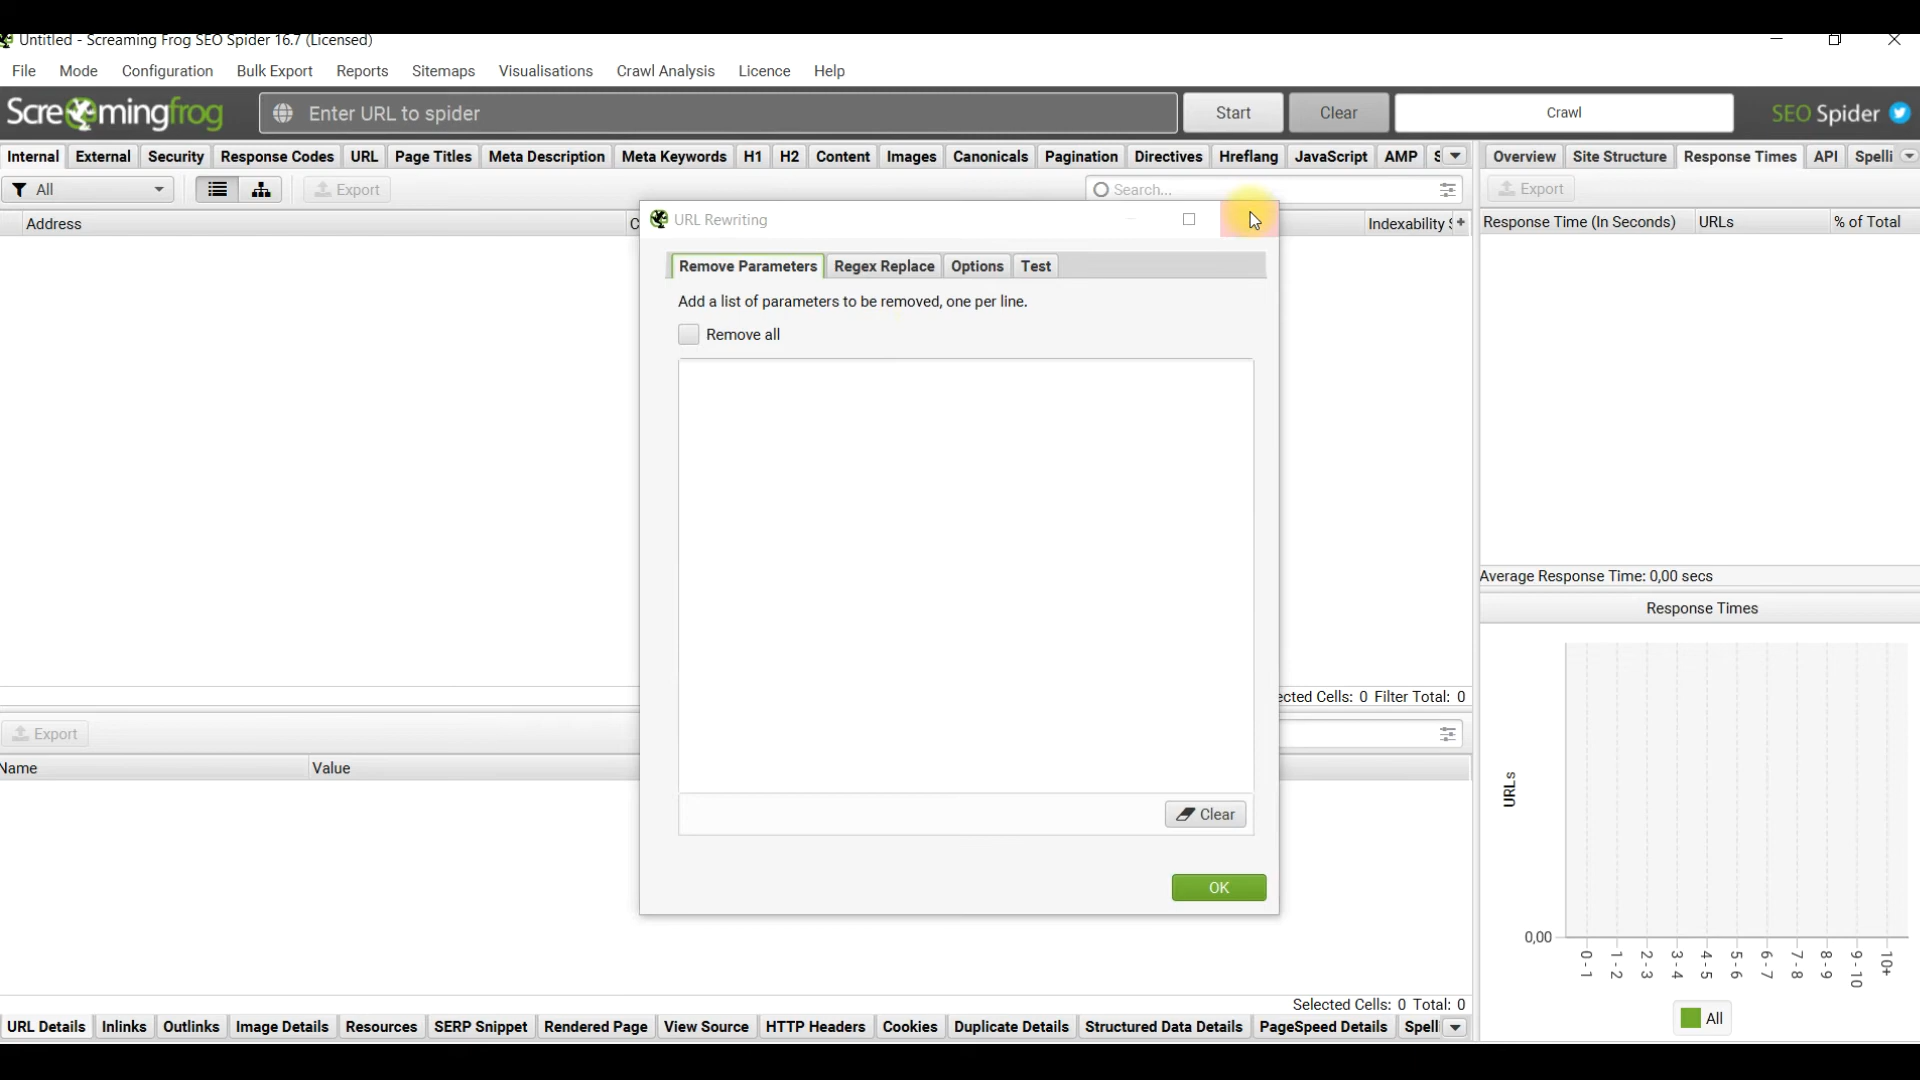 Untitled - Screaming Frog SEO Spider 16.7 (Licensed)
File Mode Configuration Bulk Export Reports Sitemaps Visualisations Crawl Analysis Licence Help
Screamingfrog Enter URL to spider Start Clear Crawl SEO Spider
Internal External Security Response Codes URL Page Titles Meta Description Meta Keywords H1 H2 Content Images Canonicals Pagination Directives Hreflang JavaScript AMP S
Overview Site Structure Response Times API Spelli
All Export Search...
Export
Address C Indexability S +
Response Time (In Seconds) URLs % of Total
URL Rewriting
Remove Parameters Regex Replace Options Test
Add a list of parameters to be removed, one per line.
Remove all
Clear
OK
ected Cells: 0 Filter Total: 0
Export
Name Value
Selected Cells: 0 Total: 0
URL Details Inlinks Outlinks Image Details Resources SERP Snippet Rendered Page View Source HTTP Headers Cookies Duplicate Details Structured Data Details PageSpeed Details Spelli
Average Response Time: 0,00 secs
Response Times
URLs
0,00
0 - 1 1 - 2 2 - 3 3 - 4 4 - 5 5 - 6 6 - 7 7 - 8 8 - 9 9 - 10 10+
All